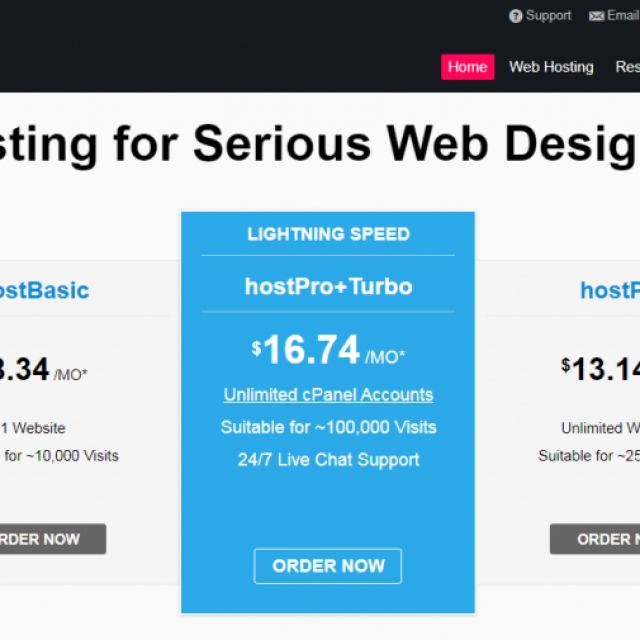 Support Email
Home Web Hosting Res
sting for Serious Web Desig
LIGHTNING SPEED
ostBasic
hostPro+Turbo
hostP
3.34 /MO*
$16.74 /MO*
$13.14
1 Website
Unlimited cPanel Accounts
Unlimited W
for ~10,000 Visits
Suitable for ~100,000 Visits
Suitable for ~25
24/7 Live Chat Support
RDER NOW
ORDER NOW
ORDER N